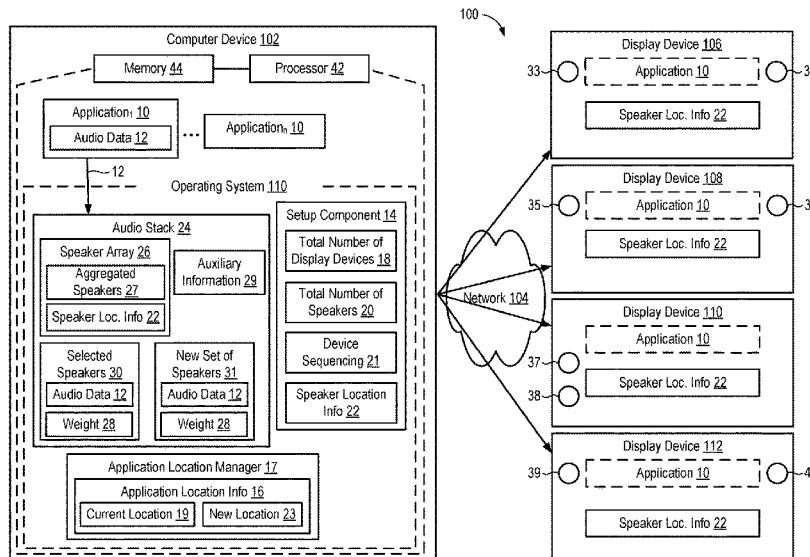 100
Computer Device 102
Memory 44
Processor 42
Application1 10
Audio Data 12
...
Applicationn 10
12
Operating System 110
Audio Stack 24
Speaker Array 26
Aggregated
Speakers 27
Speaker Loc. Info 22
Auxiliary
Information 29
Selected
Speakers 30
Audio Data 12
Weight 28
New Set of
Speakers 31
Audio Data 12
Weight 28
Setup Component 14
Total Number of
Display Devices 18
Total Number of
Speakers 20
Device
Sequencing 21
Speaker Location
Info 22
Application Location Manager 17
Application Location Info 16
Current Location 19
New Location 23
Network 104
Display Device 106
33
Application 10
3
Speaker Loc. Info 22
Display Device 108
35
Application 10
3
Speaker Loc. Info 22
Display Device 110
Application 10
37
Speaker Loc. Info 22
38
Display Device 112
39
Application 10
4
Speaker Loc. Info 22